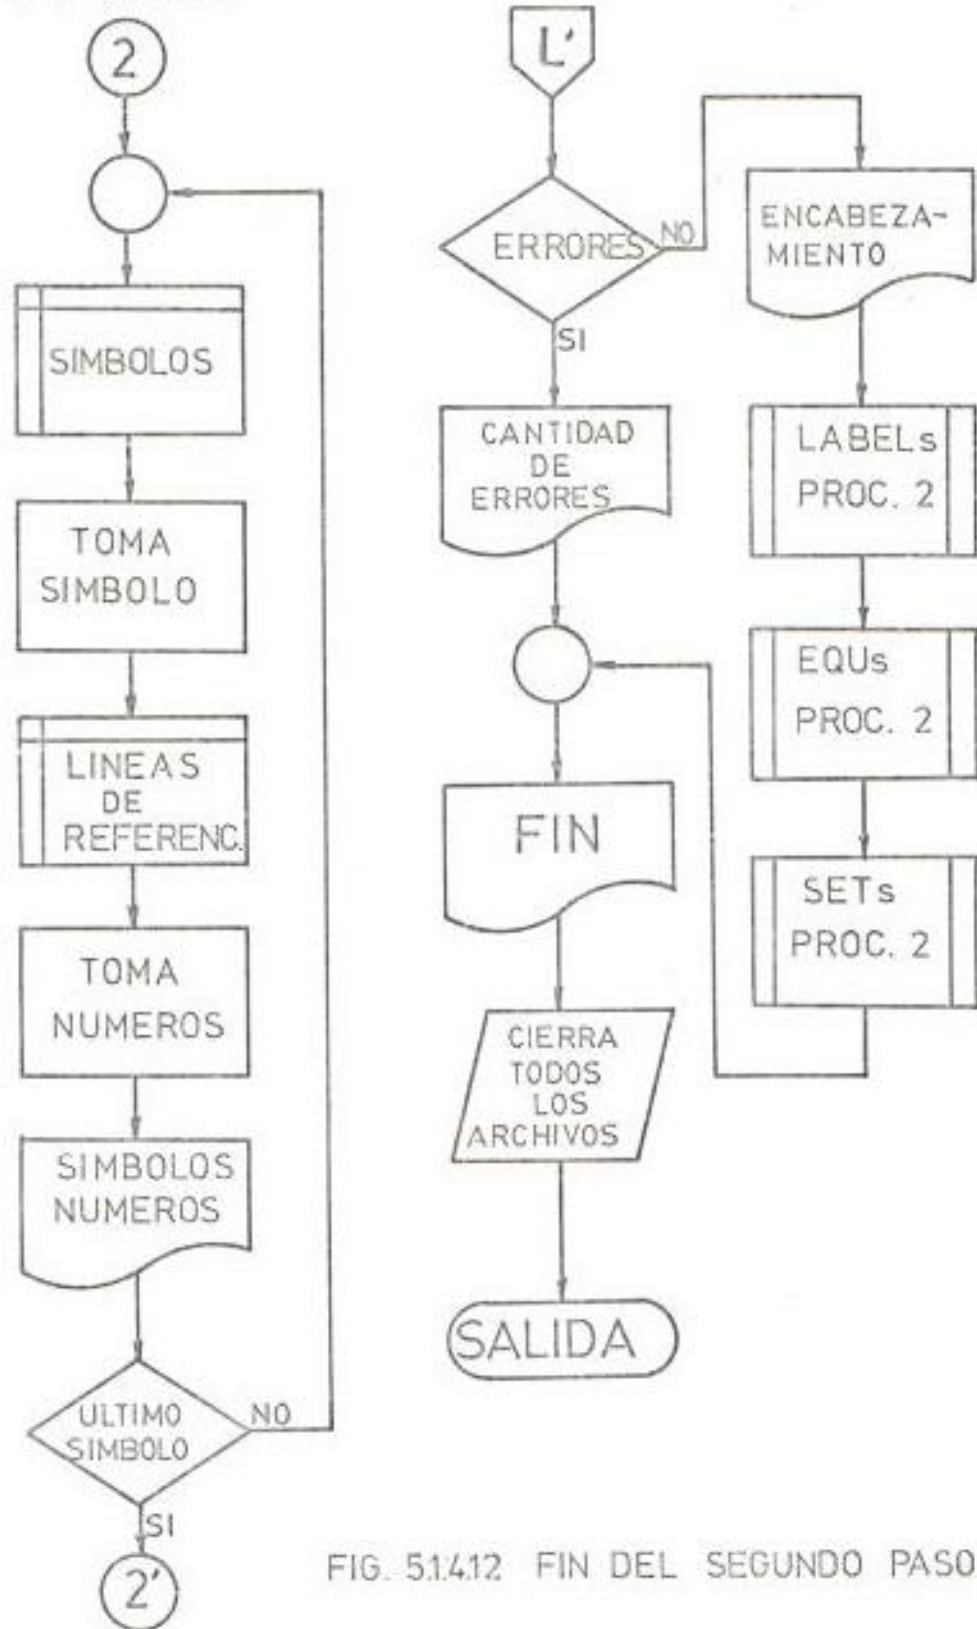 2
SIMBOLOS
TOMA
SIMBOLO
LINEAS
DE
REFERENC.
TOMA
NUMEROS
SIMBOLOS
NUMEROS
ULTIMO
SIMBOLO
NO
SI
2'
L'
ERRORES
NO
SI
CANTIDAD
DE
ERRORES
FIN
CIERRA
TODOS
LOS
ARCHIVOS
SALIDA
ENCABEZA-
MIENTO
LABELs
PROC. 2
EQUs
PROC. 2
SETs
PROC. 2
FIG. 5.1.4.12 FIN DEL SEGUNDO PASO